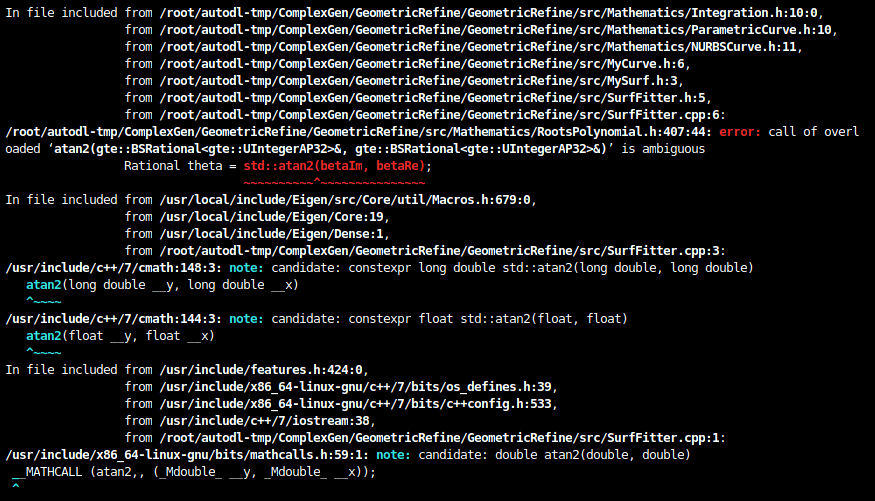 In file included from /root/autodl-tmp/ComplexGen/GeometricRefine/GeometricRefine/src/Mathematics/Integration.h:10:0,
                 from /root/autodl-tmp/ComplexGen/GeometricRefine/GeometricRefine/src/Mathematics/ParametricCurve.h:10,
                 from /root/autodl-tmp/ComplexGen/GeometricRefine/GeometricRefine/src/Mathematics/NURBSCurve.h:11,
                 from /root/autodl-tmp/ComplexGen/GeometricRefine/GeometricRefine/src/MyCurve.h:6,
                 from /root/autodl-tmp/ComplexGen/GeometricRefine/GeometricRefine/src/MySurf.h:3,
                 from /root/autodl-tmp/ComplexGen/GeometricRefine/GeometricRefine/src/SurfFitter.h:5,
                 from /root/autodl-tmp/ComplexGen/GeometricRefine/GeometricRefine/src/SurfFitter.cpp:6:
/root/autodl-tmp/ComplexGen/GeometricRefine/GeometricRefine/src/Mathematics/RootsPolynomial.h:407:44: error: call of overl
oaded ‘atan2(gte::BSRational<gte::UIntegerAP32>&, gte::BSRational<gte::UIntegerAP32>&)’ is ambiguous
                 Rational theta = std::atan2(betaIm, betaRe);
                                  ~~~~~~~~~~^~~~~~~~~~~~~~~~
In file included from /usr/local/include/Eigen/src/Core/util/Macros.h:679:0,
                 from /usr/local/include/Eigen/Core:19,
                 from /usr/local/include/Eigen/Dense:1,
                 from /root/autodl-tmp/ComplexGen/GeometricRefine/GeometricRefine/src/SurfFitter.cpp:3:
/usr/include/c++/7/cmath:148:3: note: candidate: constexpr long double std::atan2(long double, long double)
   atan2(long double __y, long double __x)
   ^~~~~
/usr/include/c++/7/cmath:144:3: note: candidate: constexpr float std::atan2(float, float)
   atan2(float __y, float __x)
   ^~~~~
In file included from /usr/include/features.h:424:0,
                 from /usr/include/x86_64-linux-gnu/c++/7/bits/os_defines.h:39,
                 from /usr/include/x86_64-linux-gnu/c++/7/bits/c++config.h:533,
                 from /usr/include/c++/7/iostream:38,
                 from /root/autodl-tmp/ComplexGen/GeometricRefine/GeometricRefine/src/SurfFitter.cpp:1:
/usr/include/x86_64-linux-gnu/bits/mathcalls.h:59:1: note: candidate: double atan2(double, double)
 __MATHCALL (atan2,, (_Mdouble_ __y, _Mdouble_ __x));
 ^